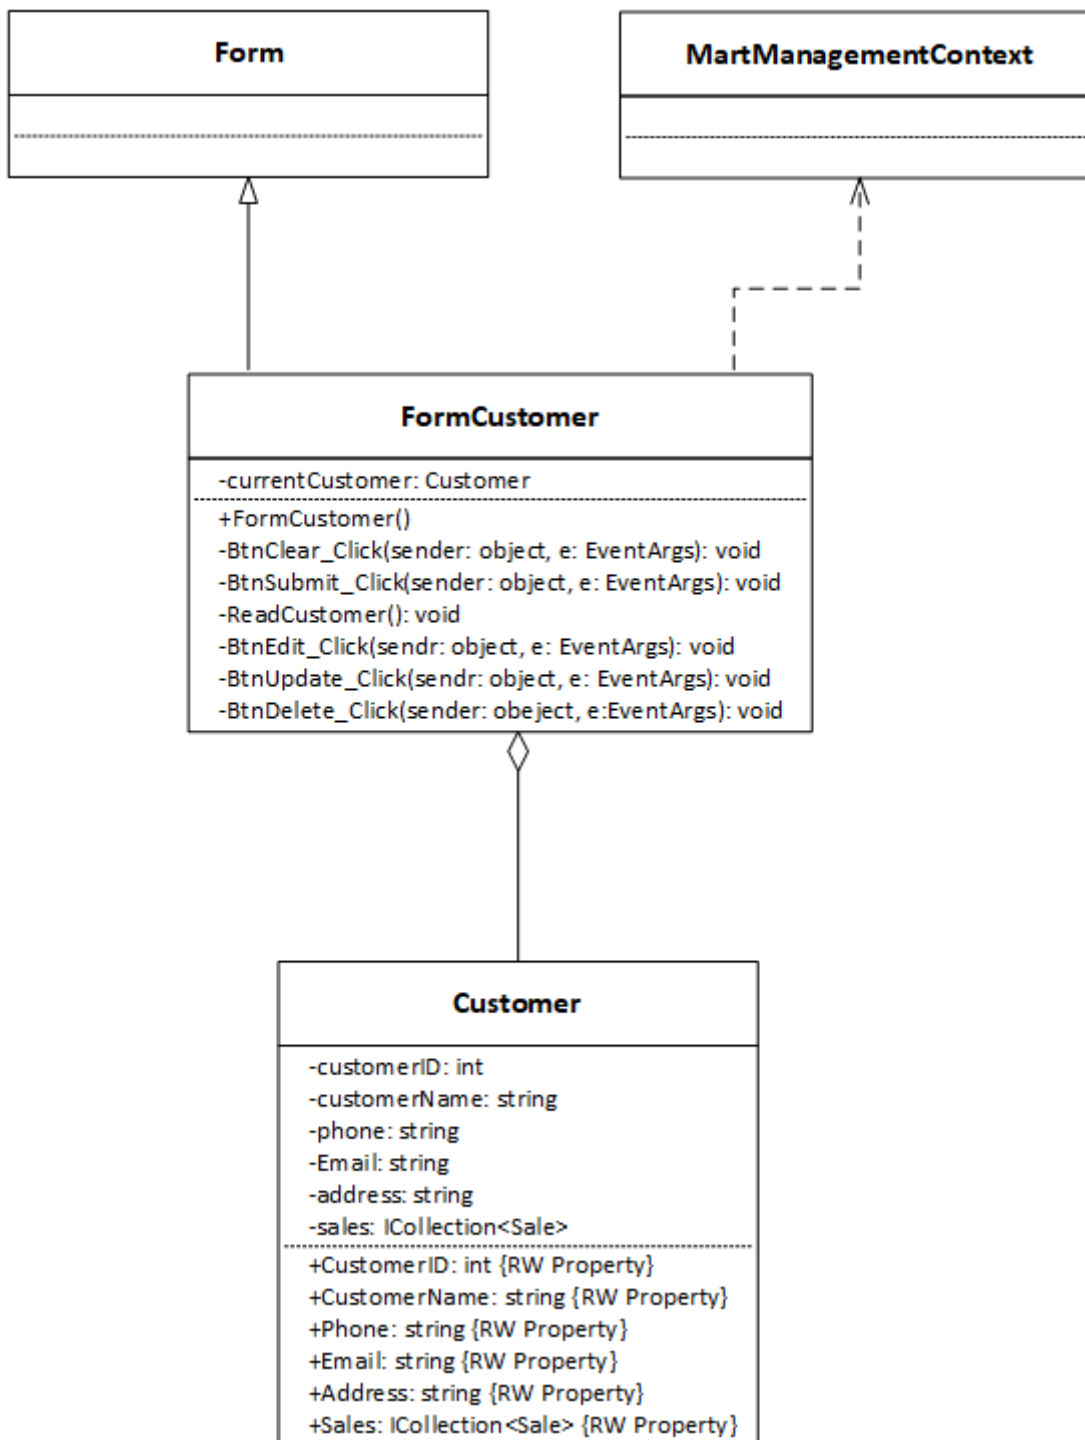 Form
MartManagementContext
FormCustomer
-currentCustomer: Customer
+FormCustomer()
-BtnClear_Click(sender: object, e: EventArgs): void
-BtnSubmit_Click(sender: object, e: EventArgs): void
-ReadCustomer(): void
-BtnEdit_Click(sendr: object, e: EventArgs): void
-BtnUpdate_Click(sendr: object, e: EventArgs): void
-BtnDelete_Click(sender: obeject, e:EventArgs): void
Customer
-customerID: int
-customerName: string
-phone: string
-Email: string
-address: string
-sales: ICollection<Sale>
+CustomerID: int {RW Property}
+CustomerName: string {RW Property}
+Phone: string {RW Property}
+Email: string {RW Property}
+Address: string {RW Property}
+Sales: ICollection<Sale> {RW Property}